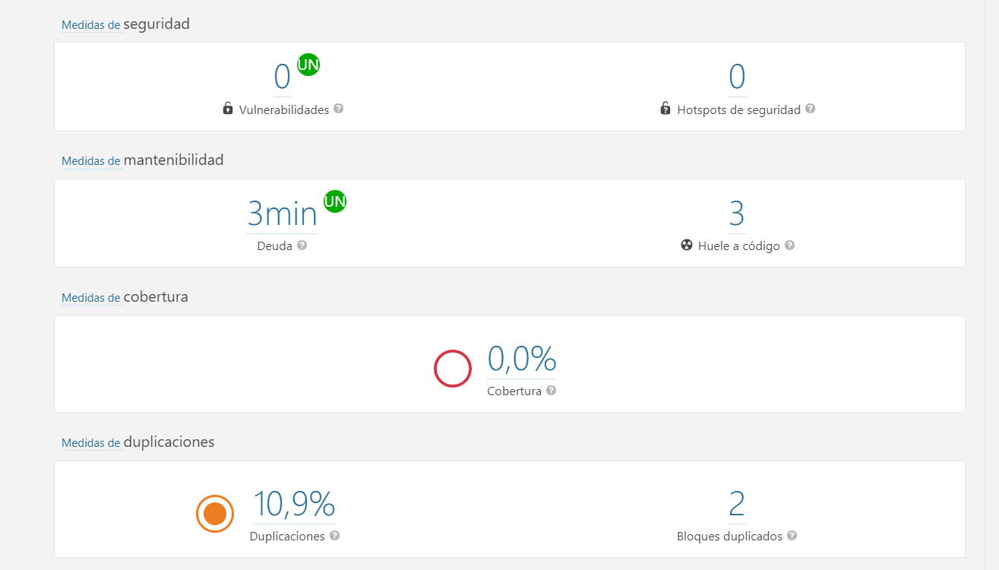 Medidas de seguridad
0 UN
Vulnerabilidades ?
0
Hotspots de seguridad ?
Medidas de mantenibilidad
3min UN
Deuda ?
3
Huele a código ?
Medidas de cobertura
0,0%
Cobertura ?
Medidas de duplicaciones
10,9%
Duplicaciones ?
2
Bloques duplicados ?